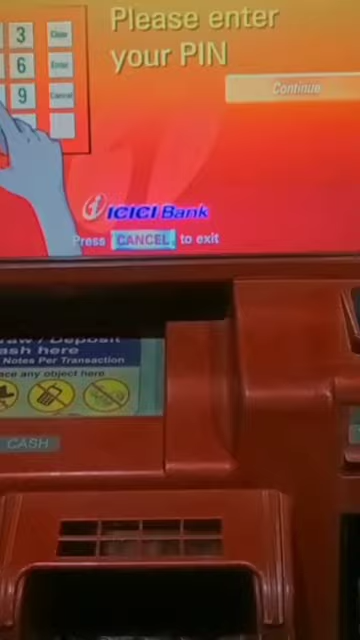 3 Clear
Please enter
6 Enter
your PIN
9 Cancel
Continue
ICICI Bank
Press CANCEL to exit
Deposit
ash here
Notes Per Transaction
ace any object here
CASH